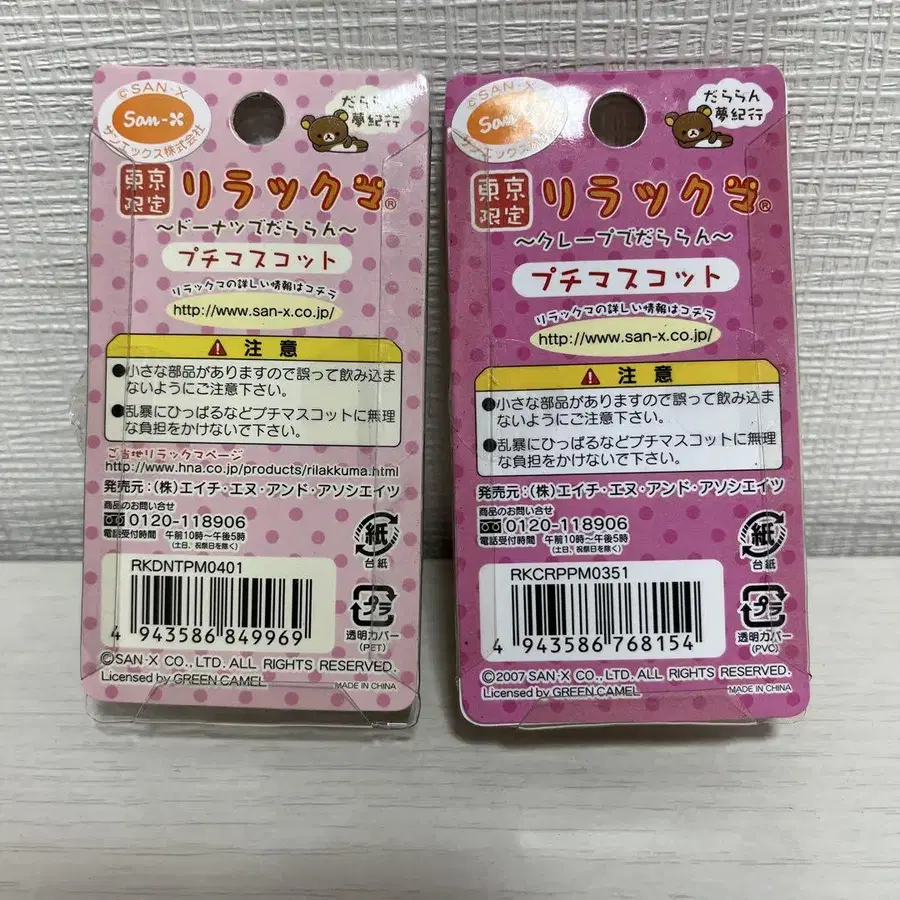 ©SAN-X
San-X
サンエックス株式会社
だららん
夢紀行
東京
限定
リラックマ®
～ドーナツでだららん～
プチマスコット
リラックマの詳しい情報はコチラ
http://www.san-x.co.jp/
注意
●小さな部品がありますので誤って飲み込ま
ないようにご注意下さい。
●乱暴にひっぱるなどプチマスコットに無理
な負担をかけないで下さい。
ご当地リラックマページ
http://www.hna.co.jp/products/rilakkuma.html
発売元:(株)エイチ・エヌ・アンド・アソシエイツ
商品のお問い合せ
0120-118906
電話受付時間 午前10時～午後5時
(土日、祝祭日を除く)
紙
台紙
RKDNTPM0401
4 943586 849969
プラ
透明カバー
(PET)
©SAN-X CO., LTD. ALL RIGHTS RESERVED.
Licensed by GREEN CAMEL
MADE IN CHINA
©SAN-X
San-X
サンエックス株式会社
だららん
夢紀行
東京
限定
リラックマ®
～クレープでだららん～
プチマスコット
リラックマの詳しい情報はコチラ
http://www.san-x.co.jp/
注意
●小さな部品がありますので誤って飲み込ま
ないようにご注意下さい。
●乱暴にひっぱるなどプチマスコットに無理
な負担をかけないで下さい。
発売元:(株)エイチ・エヌ・アンド・アソシエイツ
商品のお問い合せ
0120-118906
電話受付時間 午前10時～午後5時
(土日、祝祭日を除く)
紙
台紙
RKCRPPM0351
4 943586 768154
プラ
透明カバー
(PVC)
©2007 SAN-X CO., LTD. ALL RIGHTS RESERVED.
Licensed by GREEN CAMEL
MADE IN CHINA